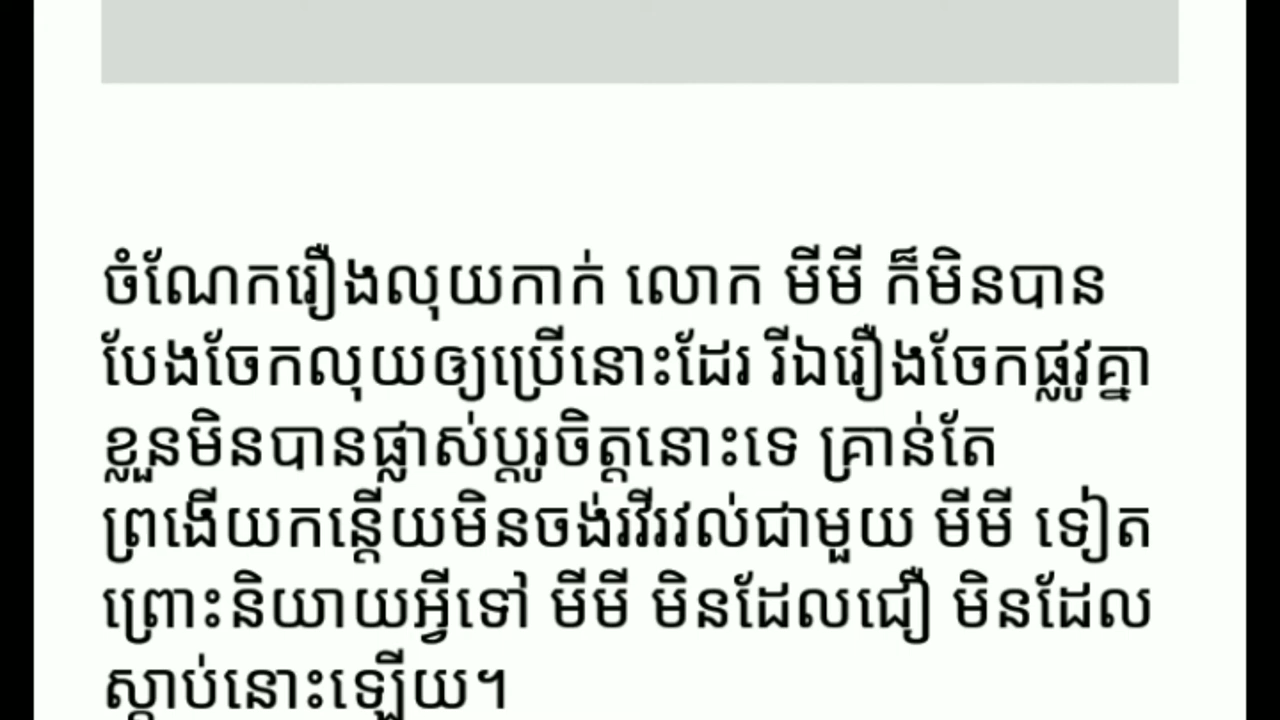 ចំណែករឿងលុយកាក់ លោក មីមី ក៏មិនបាន
បែងចែកលុយឲ្យប្រើនោះដែរ រីឯរឿងចែកផ្លូវគ្នា
ខ្លួនមិនបានផ្លាស់ប្តូរចិត្តនោះទេ គ្រាន់តែ
ព្រងើយកន្តើយមិនចង់រវីរវល់ជាមួយ មីមី ទៀត
ព្រោះនិយាយអ្វីទៅ មីមី មិនដែលជឿ មិនដែល
ស្តាប់នោះឡើយ។